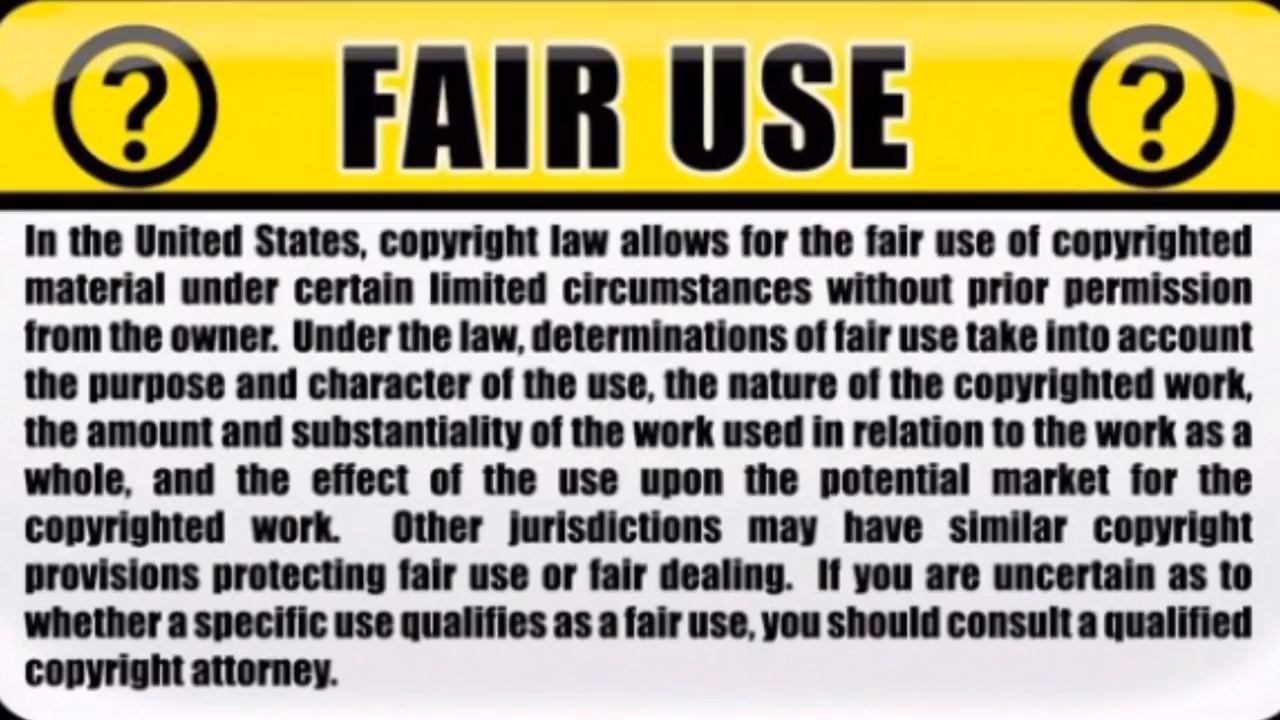 FAIR USE
In the United States, copyright law allows for the fair use of copyrighted
material under certain limited circumstances without prior permission
from the owner. Under the law, determinations of fair use take into account
the purpose and character of the use, the nature of the copyrighted work,
the amount and substantiality of the work used in relation to the work as a
whole, and the effect of the use upon the potential market for the
copyrighted work. Other jurisdictions may have similar copyright
provisions protecting fair use or fair dealing. If you are uncertain as to
whether a specific use qualifies as a fair use, you should consult a qualified
copyright attorney.